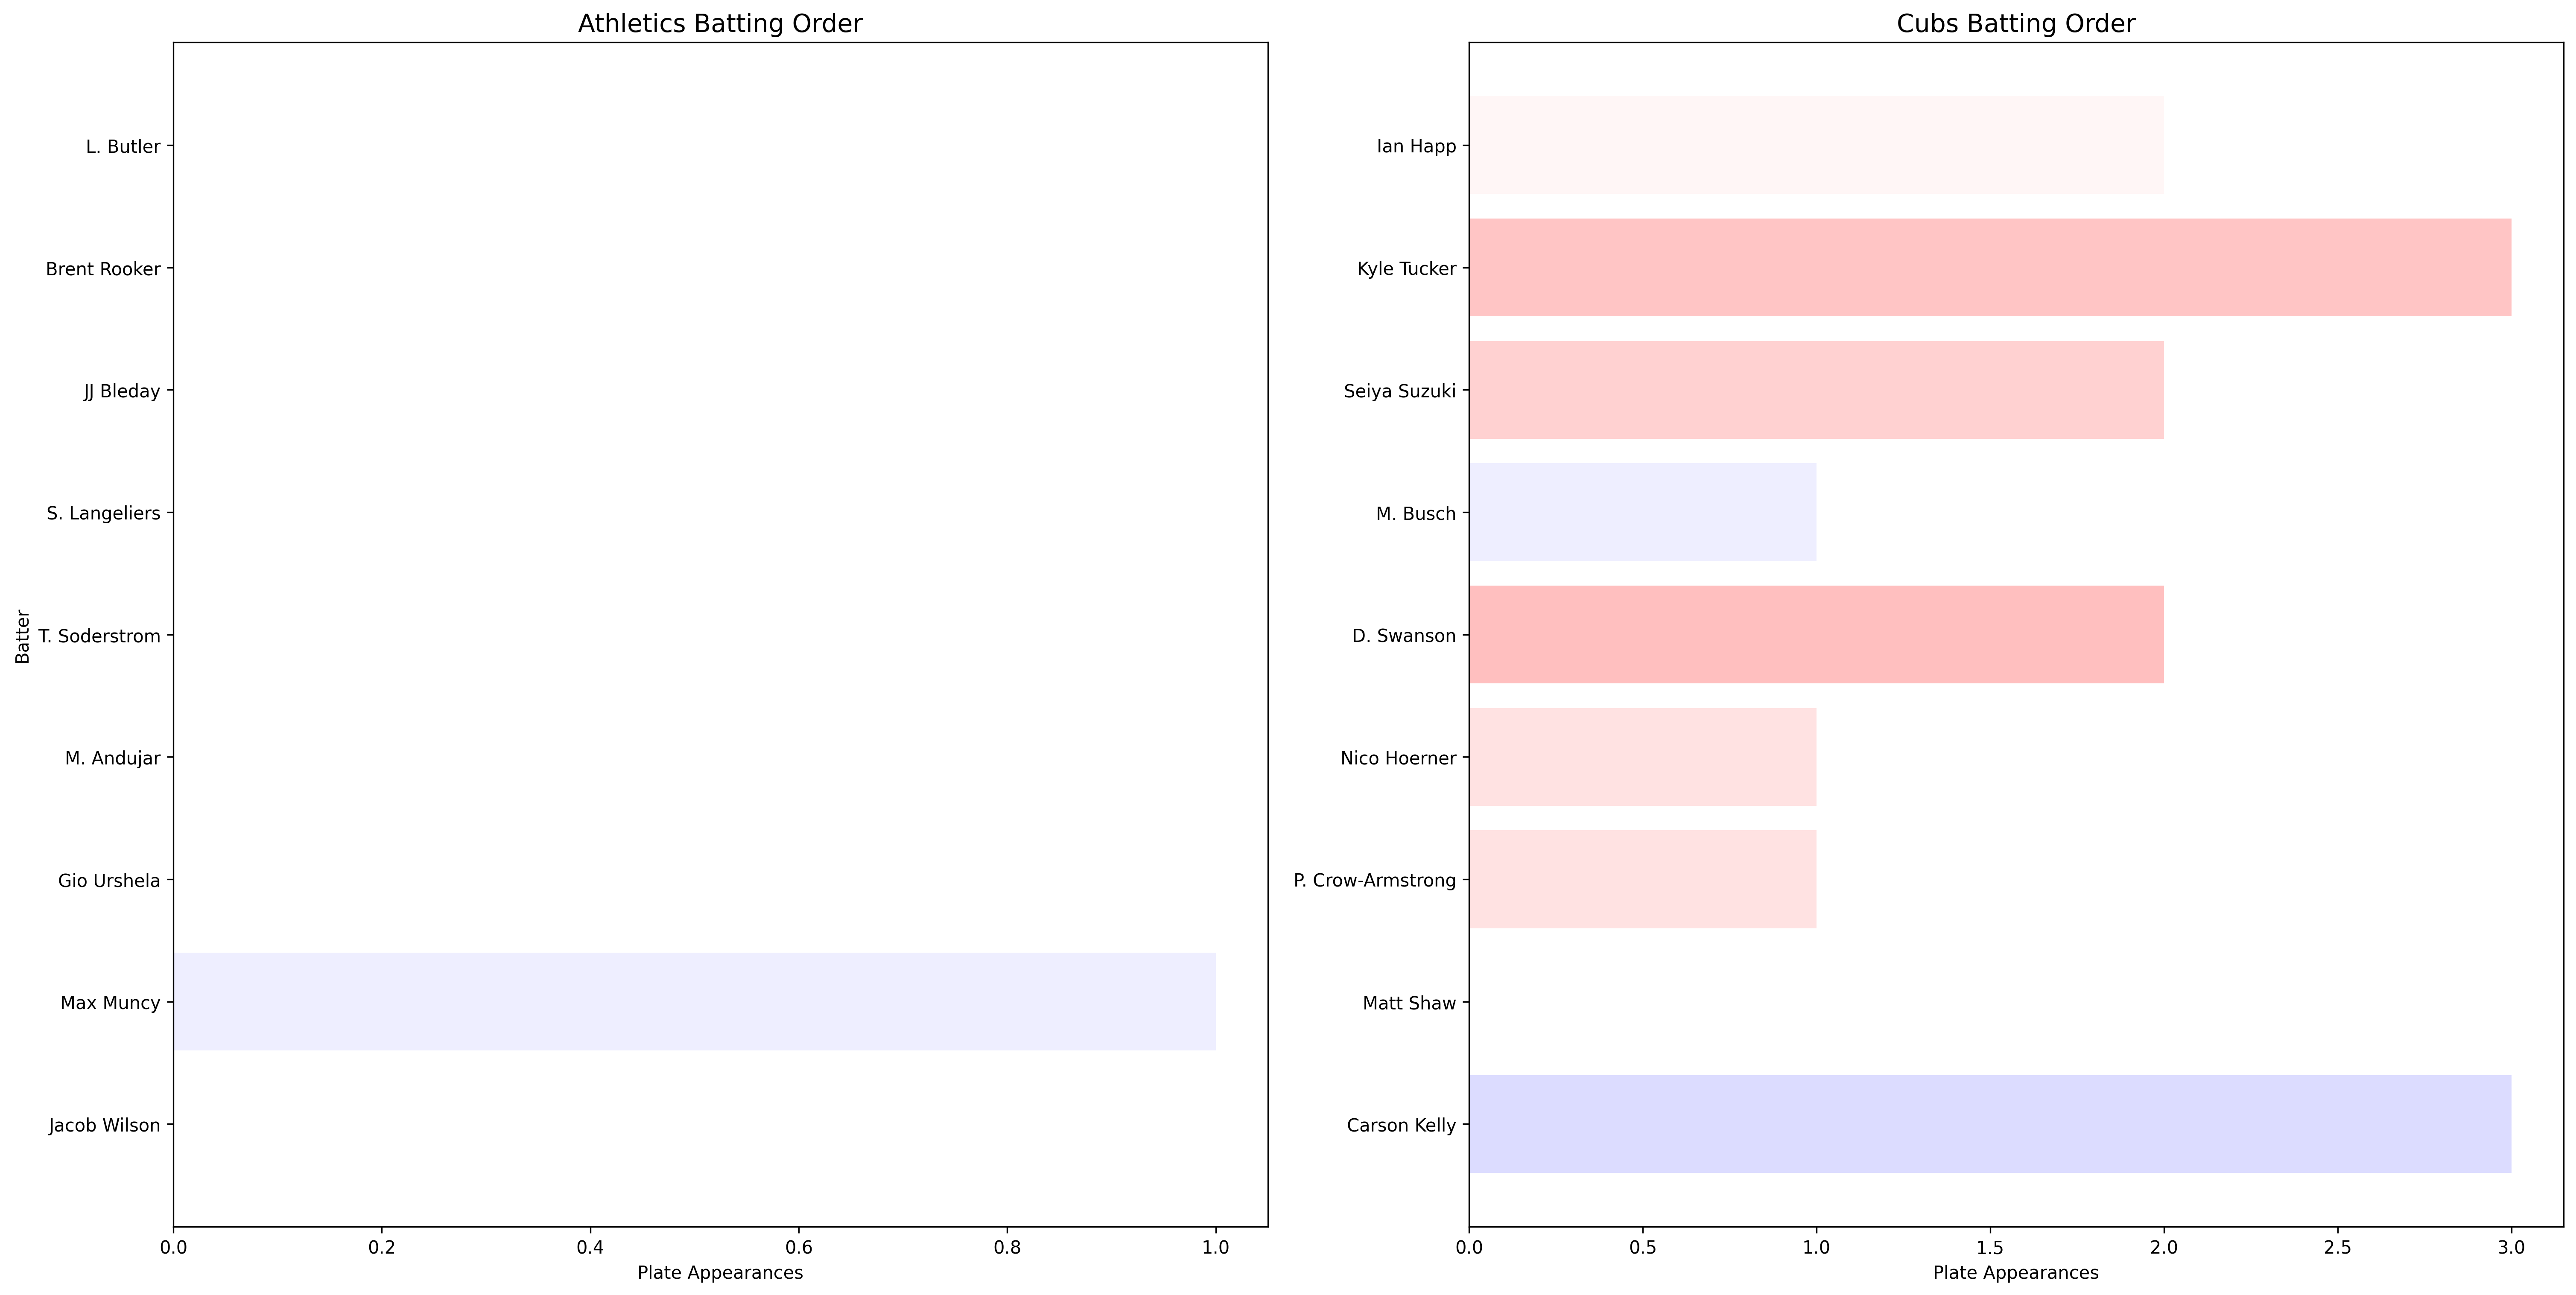 Athletics Batting Order
Batter
L. Butler
Brent Rooker
JJ Bleday
S. Langeliers
T. Soderstrom
M. Andujar
Gio Urshela
Max Muncy
Jacob Wilson
0.0 0.2 0.4 0.6 0.8 1.0
Plate Appearances
Cubs Batting Order
Ian Happ
Kyle Tucker
Seiya Suzuki
M. Busch
D. Swanson
Nico Hoerner
P. Crow-Armstrong
Matt Shaw
Carson Kelly
0.0 0.5 1.0 1.5 2.0 2.5 3.0
Plate Appearances